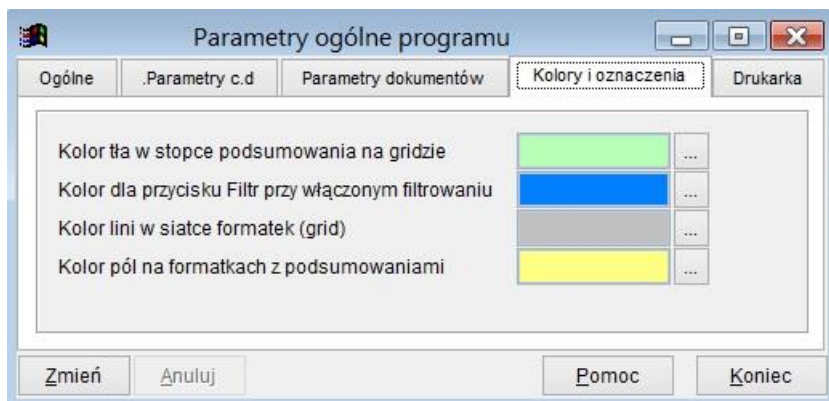 Parametry ogólne programu
Ogólne .Parametry c.d Parametry dokumentów Kolory i oznaczenia Drukarka
Kolor tła w stopce podsumowania na gridzie ...
Kolor dla przycisku Filtr przy włączonym filtrowaniu ...
Kolor lini w siatce formatek (grid) ...
Kolor pól na formatkach z podsumowaniami ...
Zmień Anuluj Pomoc Koniec